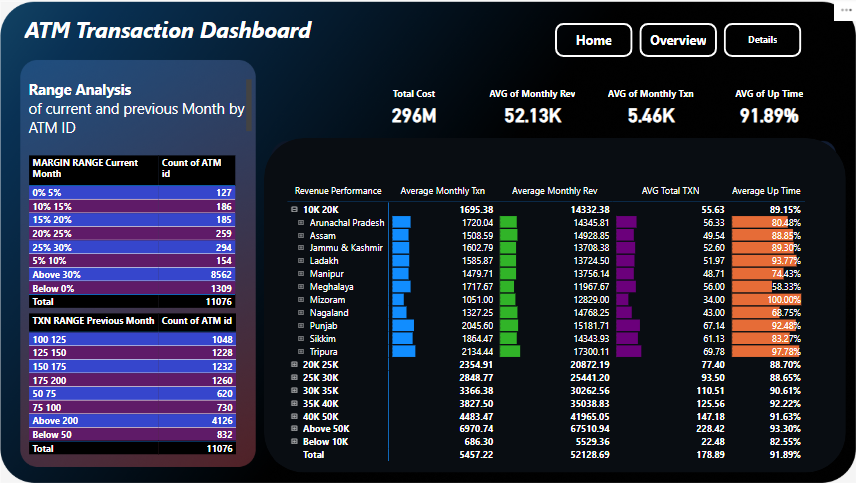 ATM Transaction Dashboard
Home Overview Details
Range Analysis
of current and previous Month by
ATM ID
Total Cost AVG of Monthly Rev AVG of Monthly Txn AVG of Up Time
296M 52.13K 5.46K 91.89%
MARGIN RANGE Current Month Count of ATM id
0% 5% 127
10% 15% 186
15% 20% 185
20% 25% 259
25% 30% 294
5% 10% 154
Above 30% 8562
Below 0% 1309
Total 11076
TXN RANGE Previous Month Count of ATM id
100 125 1048
125 150 1228
150 175 1232
175 200 1260
50 75 620
75 100 730
Above 200 4126
Below 50 832
Total 11076
Revenue Performance Average Monthly Txn Average Monthly Rev AVG Total TXN Average Up Time
10K 20K 1695.38 14332.38 55.63 89.15%
Arunachal Pradesh 1720.04 14345.81 56.33 80.48%
Assam 1508.59 14928.85 49.54 88.85%
Jammu & Kashmir 1602.79 13708.38 52.60 89.30%
Ladakh 1585.87 13724.50 51.97 93.77%
Manipur 1479.71 13756.14 48.71 74.43%
Meghalaya 1717.67 11967.67 56.00 58.33%
Mizoram 1051.00 12829.00 34.00 100.00%
Nagaland 1327.25 14768.25 43.00 68.75%
Punjab 2045.60 15181.71 67.14 92.48%
Sikkim 1864.47 14343.93 61.13 83.27%
Tripura 2134.44 17300.11 69.78 97.78%
20K 25K 2354.91 20872.19 77.40 88.70%
25K 30K 2848.77 25441.20 93.50 88.65%
30K 35K 3366.38 30262.56 110.51 90.61%
35K 40K 3827.50 35038.83 125.56 92.22%
40K 50K 4483.47 41965.05 147.18 91.63%
Above 50K 6970.74 67510.94 228.42 93.30%
Below 10K 686.30 5529.36 22.48 82.55%
Total 5457.22 52128.69 178.89 91.89%